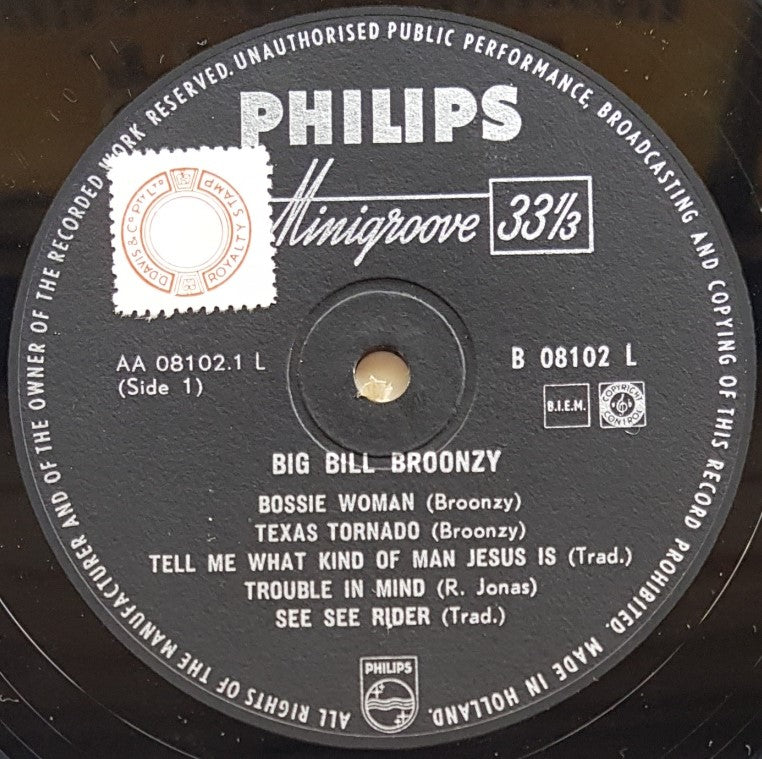 ALL RIGHTS OF THE MANUFACTURER AND OF THE OWNER OF THE RECORDED WORK RESERVED. UNAUTHORISED PUBLIC PERFORMANCE, BROADCASTING AND COPYING OF THIS RECORD PROHIBITED. MADE IN HOLLAND.
PHILIPS
Minigroove 33⅓
D.DAVIS & Co PTY LTD
ROYALTY STAMP
AA 08102.1 L
(Side 1)
B 08102 L
B.I.E.M.
COPYRIGHT CONTROL
BIG BILL BROONZY
BOSSIE WOMAN (Broonzy)
TEXAS TORNADO (Broonzy)
TELL ME WHAT KIND OF MAN JESUS IS (Trad.)
TROUBLE IN MIND (R. Jonas)
SEE SEE RIDER (Trad.)
PHILIPS